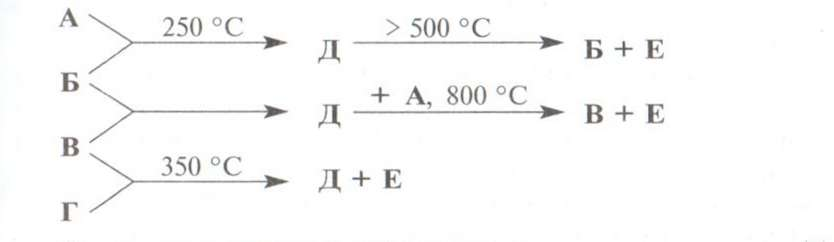 А 250 °C Д > 500 °C Б + Е
Б
Д + А, 800 °C В + Е
В
350 °C Д + Е
Г